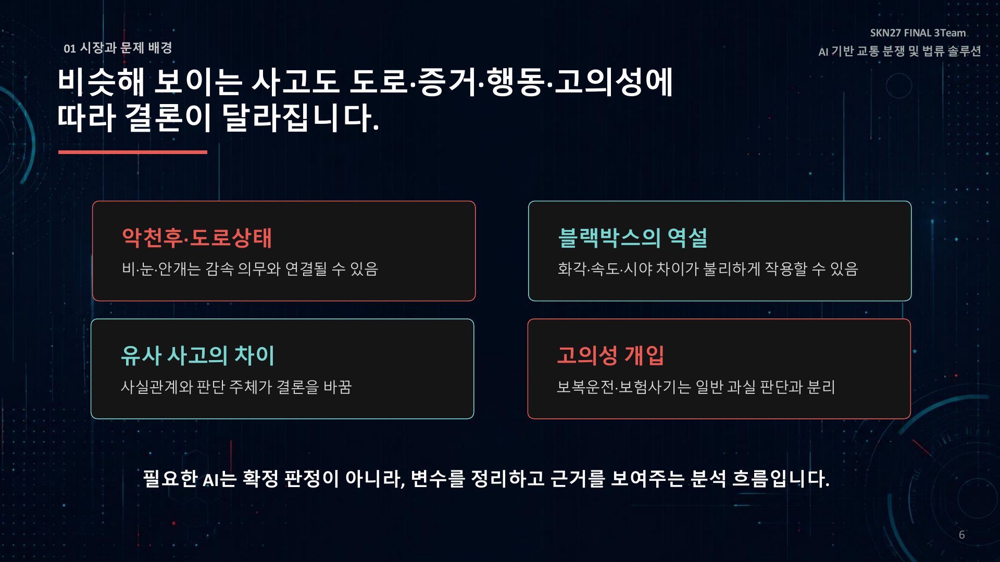 SKN27 FINAL 3Team
AI 기반 교통 분쟁 및 법류 솔루션
01 시장과 문제 배경
비슷해 보이는 사고도 도로·증거·행동·고의성에
따라 결론이 달라집니다.
악천후·도로상태
비·눈·안개는 감속 의무와 연결될 수 있음
블랙박스의 역설
화각·속도·시야 차이가 불리하게 작용할 수 있음
유사 사고의 차이
사실관계와 판단 주체가 결론을 바꿈
고의성 개입
보복운전·보험사기는 일반 과실 판단과 분리
필요한 AI는 확정 판정이 아니라, 변수를 정리하고 근거를 보여주는 분석 흐름입니다.
6